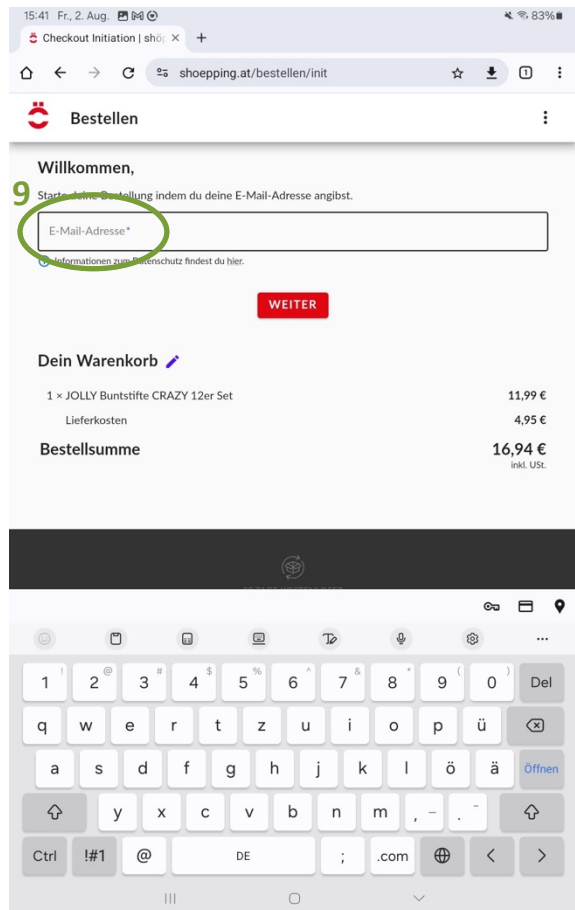 15:41 Fr., 2. Aug. 83%
Checkout Initiation | shö
shoepping.at/bestellen/init 1
Bestellen
Willkommen,
9
Starte deine Bestellung indem du deine E-Mail-Adresse angibst.
E-Mail-Adresse*
Informationen zum Datenschutz findest du hier.
WEITER
Dein Warenkorb
1 × JOLLY Buntstifte CRAZY 12er Set 11,99 €
Lieferkosten 4,95 €
Bestellsumme 16,94 €
inkl. USt.
! @ # $ % ^ & * ( )
1 2 3 4 5 6 7 8 9 0 Del
q w e r t z u i o p ü
a s d f g h j k l ö ä Öffnen
y x c v b n m , – . -
Ctrl !#1 @ DE ; .com < >